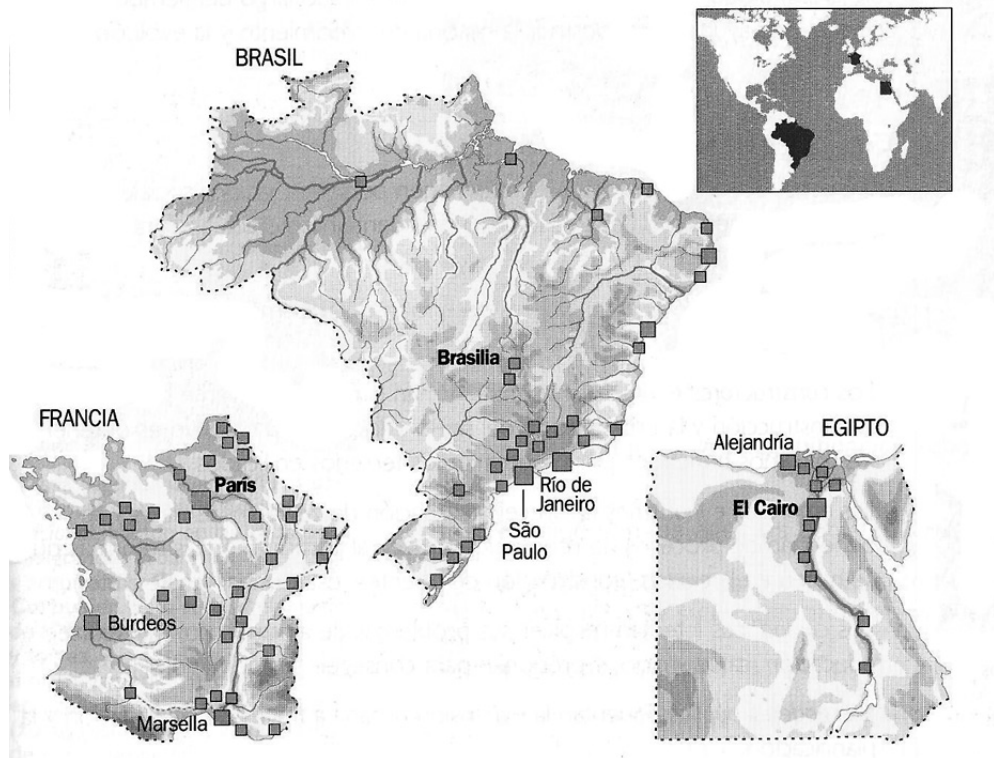 BRASIL
Brasilia
Río de
Janeiro
São
Paulo
FRANCIA
París
Burdeos
Marsella
EGIPTO
Alejandría
El Cairo